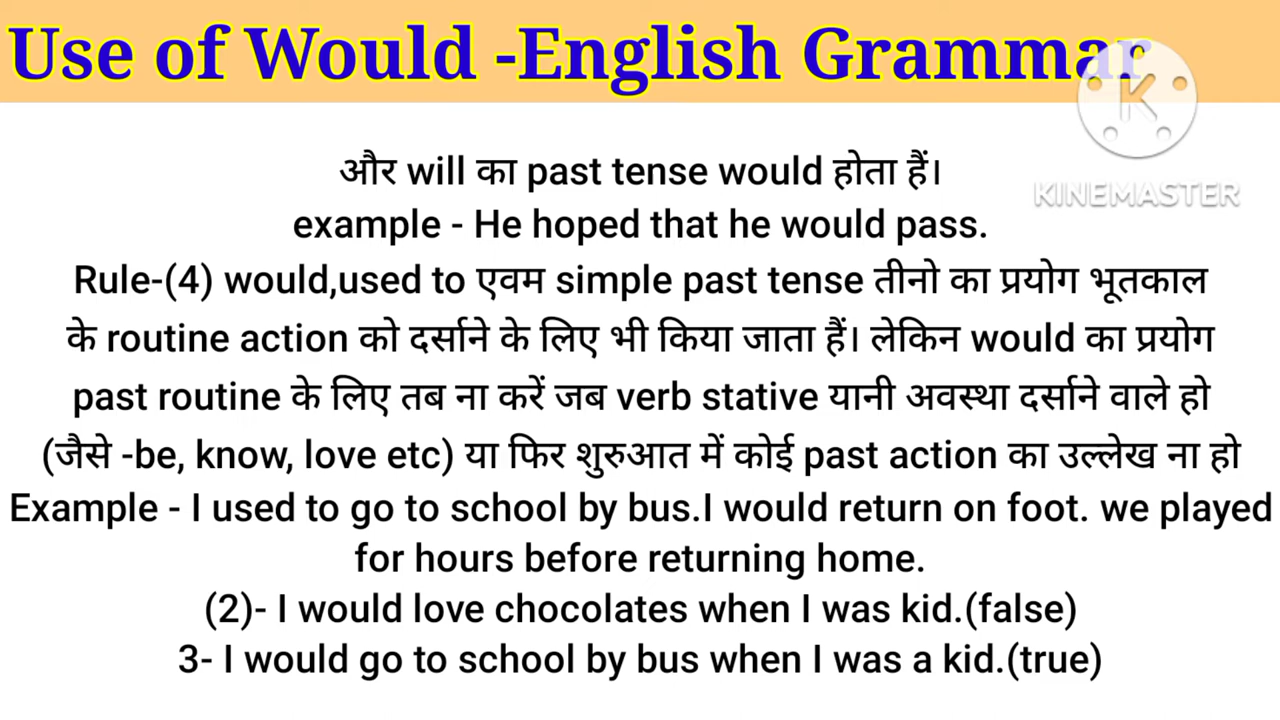 Use of Would -English Grammar
KINEMASTER
और will का past tense would होता हैं।
example - He hoped that he would pass.
Rule-(4) would,used to एवम simple past tense तीनो का प्रयोग भूतकाल
के routine action को दर्साने के लिए भी किया जाता हैं। लेकिन would का प्रयोग
past routine के लिए तब ना करें जब verb stative यानी अवस्था दर्साने वाले हो
(जैसे -be, know, love etc) या फिर शुरुआत में कोई past action का उल्लेख ना हो
Example - I used to go to school by bus.I would return on foot. we played
for hours before returning home.
(2)- I would love chocolates when I was kid.(false)
3- I would go to school by bus when I was a kid.(true)